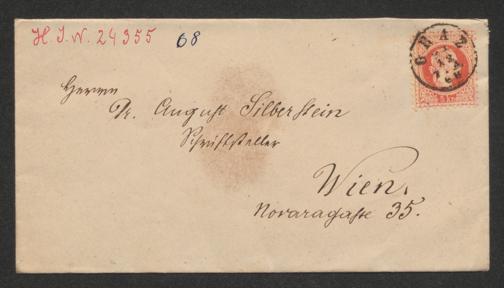 H. I. N. 24355 68
GRAZ
Herrn
Dr. August Silberstein
Schriftsteller
Wien.
Novaragasse 35.